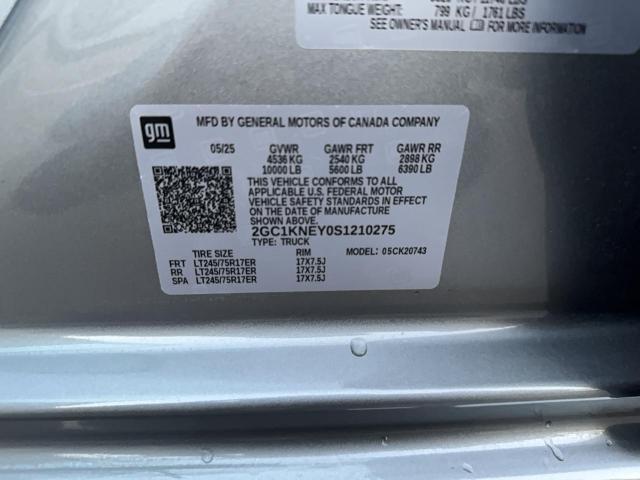 MAX TONGUE WEIGHT 799 KG / 1761 LBS
SEE OWNER'S MANUAL FOR MORE INFORMATION
gm
MFD BY GENERAL MOTORS OF CANADA COMPANY
05/25 GVWR GAWR FRT GAWR RR
4536 KG 2540 KG 2898 KG
10000 LB 5600 LB 6390 LB
THIS VEHICLE CONFORMS TO ALL
APPLICABLE U.S. FEDERAL MOTOR
VEHICLE SAFETY STANDARDS IN EFFECT
ON THE DATE OF MANUFACTURE
SHOWN ABOVE.
2GC1KNEY0S1210275
TYPE: TRUCK
TIRE SIZE RIM MODEL: 05CK20743
FRT LT245/75R17ER 17X7.5J
RR LT245/75R17ER 17X7.5J
SPA LT245/75R17ER 17X7.5J